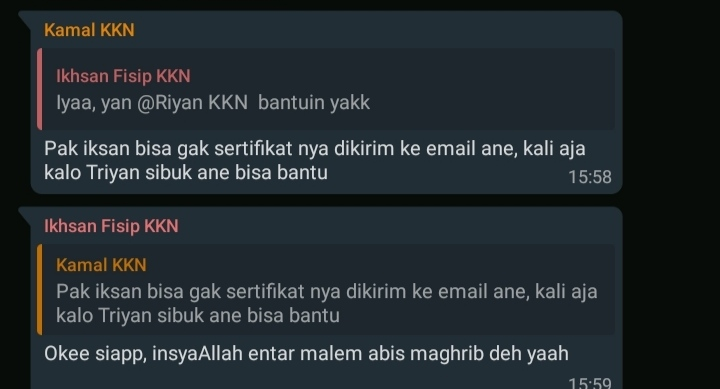 Kamal KKN
Ikhsan Fisip KKN
Iyaa, yan @Riyan KKN bantuin yakk
Pak iksan bisa gak sertifikat nya dikirim ke email ane, kali aja
kalo Triyan sibuk ane bisa bantu
15:58
Ikhsan Fisip KKN
Kamal KKN
Pak iksan bisa gak sertifikat nya dikirim ke email ane, kali aja
kalo Triyan sibuk ane bisa bantu
Okee siapp, insyaAllah entar malem abis maghrib deh yaah
15:59